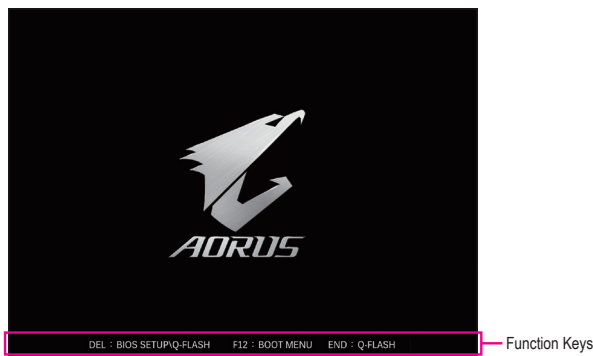 AORUS
DEL : BIOS SETUP\Q-FLASH F12 : BOOT MENU END : Q-FLASH
Function Keys